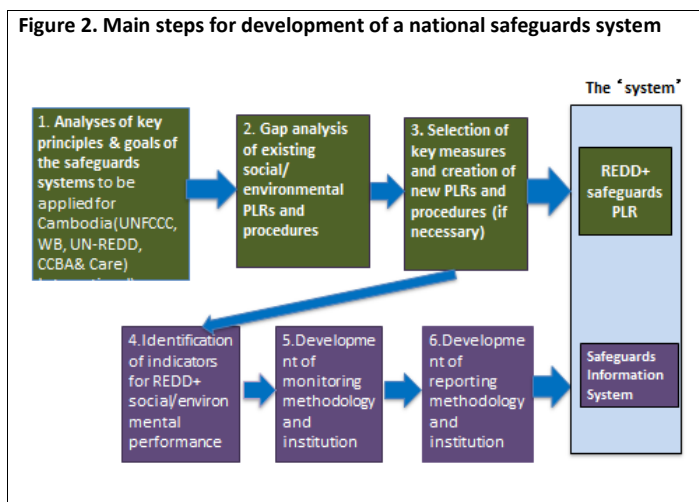 Figure 2. Main steps for development of a national safeguards system
The ‘system’
1. Analyses of key
principles & goals of
the safeguards
systems to be
applied for
Cambodia(UNFCCC,
WB, UN-REDD,
CCBA& Care)
2. Gap analysis
of existing
social/
environmental
PLRs and
procedures
3. Selection of
key measures
and creation of
new PLRs and
procedures (if
necessary)
REDD+
safeguards
PLR
4.Identification
of indicators
for REDD+
social/environ
mental
performance
5.Developme
nt of
monitoring
methodology
and
institution
6.Developme
nt of
reporting
methodology
and
institution
Safeguards
Information
System